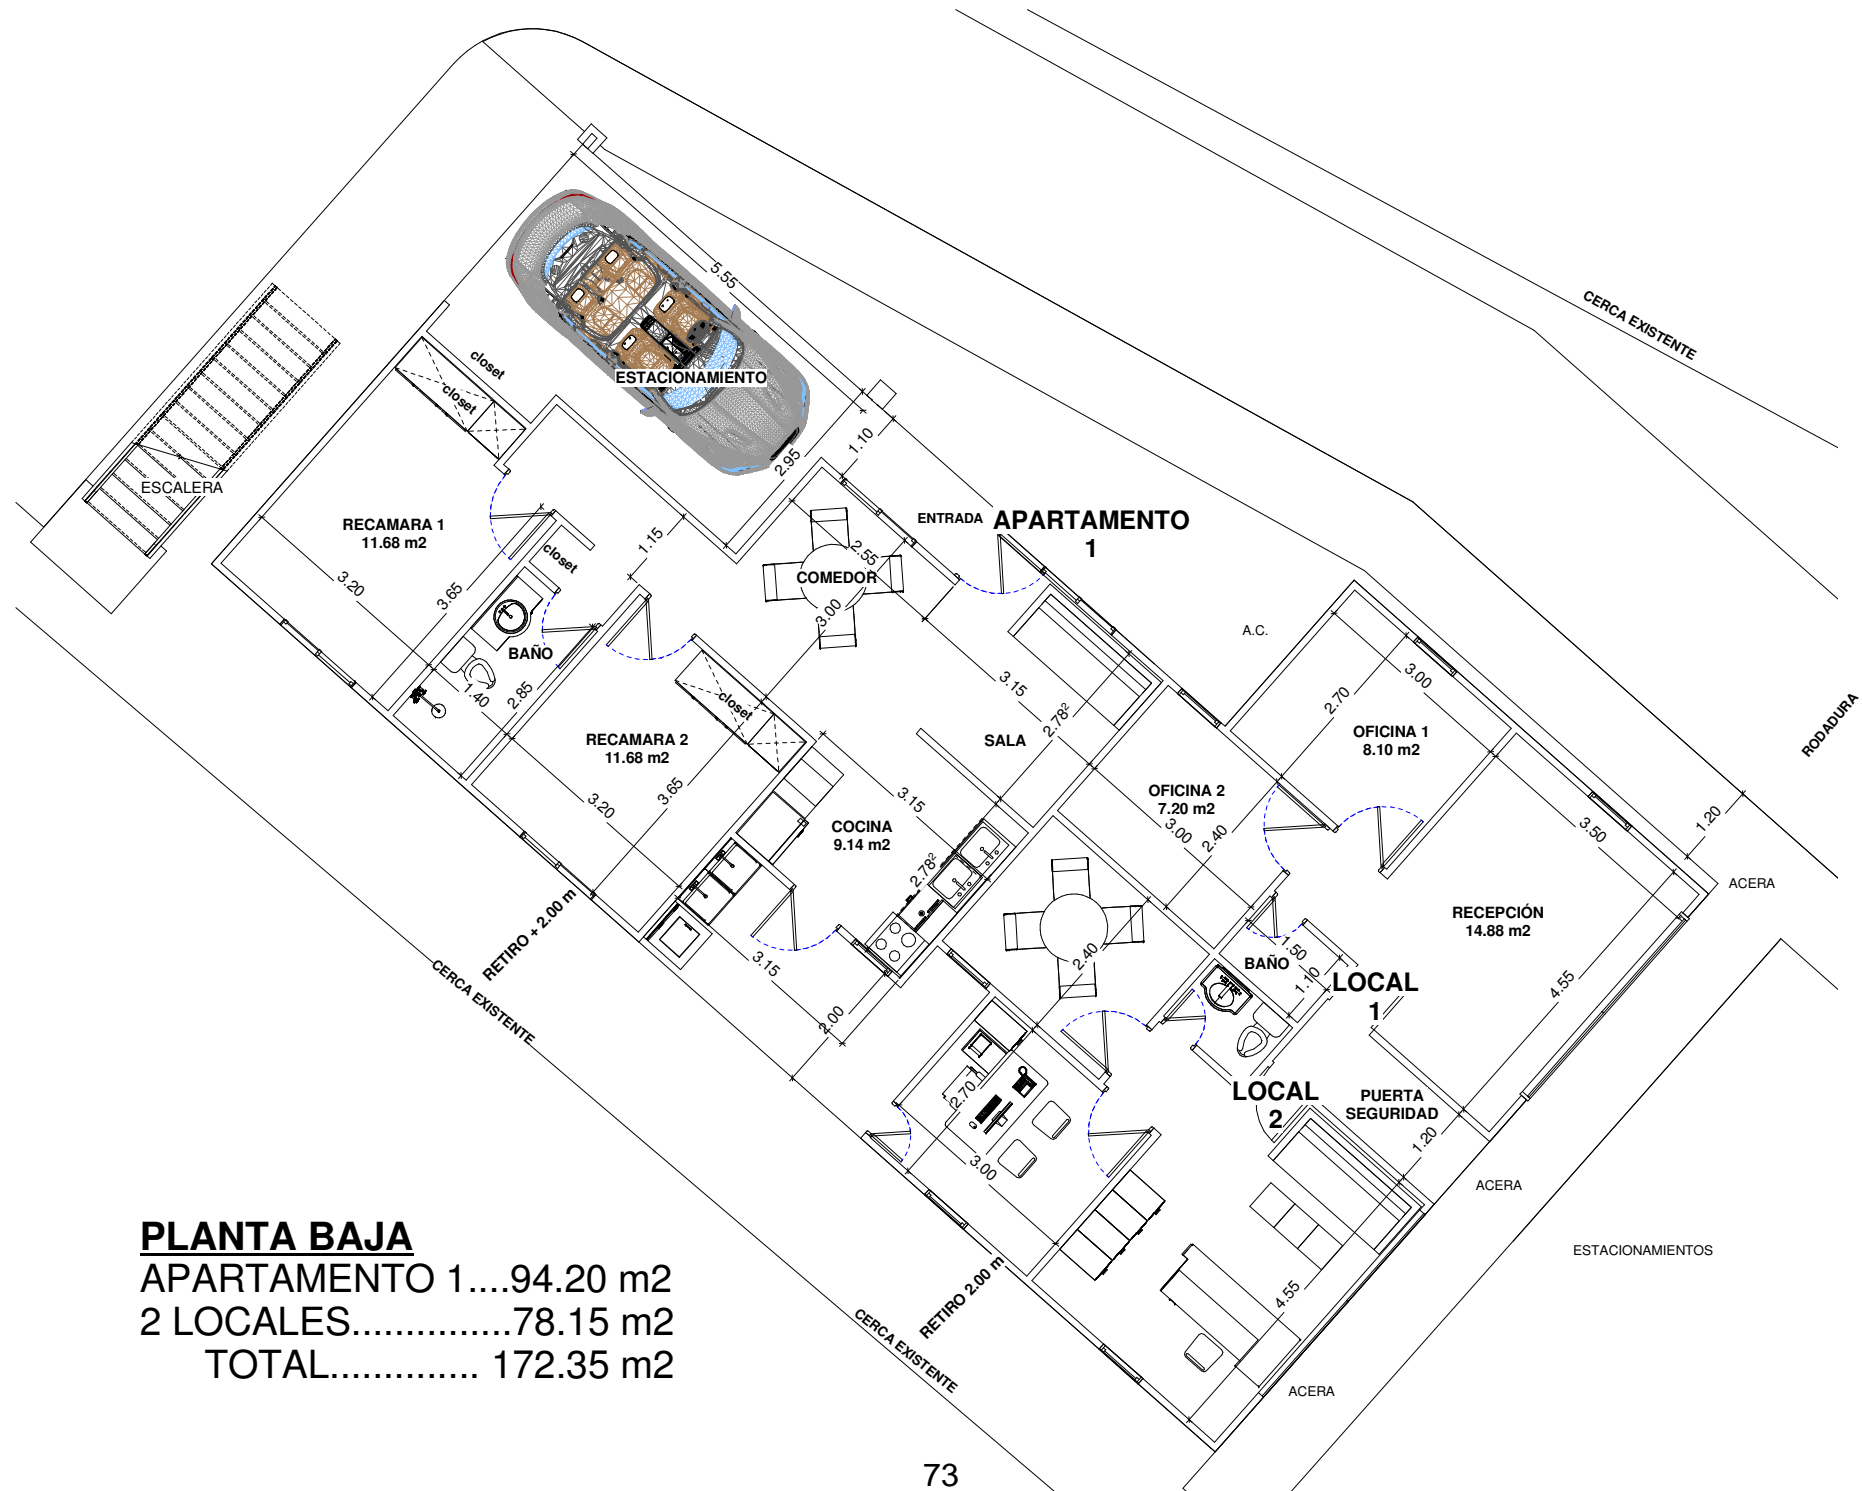 CERCA EXISTENTE
5.55
closet
closet
ESTACIONAMIENTO
2.95
1.10
ESCALERA
RECAMARA 1
11.68 m2
3.20
3.65
closet
1.15
ENTRADA
APARTAMENTO
1
2.55
COMEDOR
3.00
A.C.
BAÑO
1.40
2.85
RECAMARA 2
11.68 m2
closet
3.20
3.65
3.15
2.78²
SALA
3.00
2.70
OFICINA 1
8.10 m2
RODADURA
OFICINA 2
7.20 m2
3.00
2.40
3.50
1.20
ACERA
3.15
COCINA
9.14 m2
2.78²
RETIRO + 2.00 m
CERCA EXISTENTE
3.15
2.00
2.40
RECEPCIÓN
14.88 m2
4.55
1.50
BAÑO
1.10
LOCAL
1
LOCAL
2
PUERTA
SEGURIDAD
1.20
2.70
3.00
ACERA
ESTACIONAMIENTOS
4.55
RETIRO 2.00 m
CERCA EXISTENTE
ACERA
PLANTA BAJA
APARTAMENTO 1....94.20 m2
2 LOCALES...............78.15 m2
TOTAL.............. 172.35 m2
73